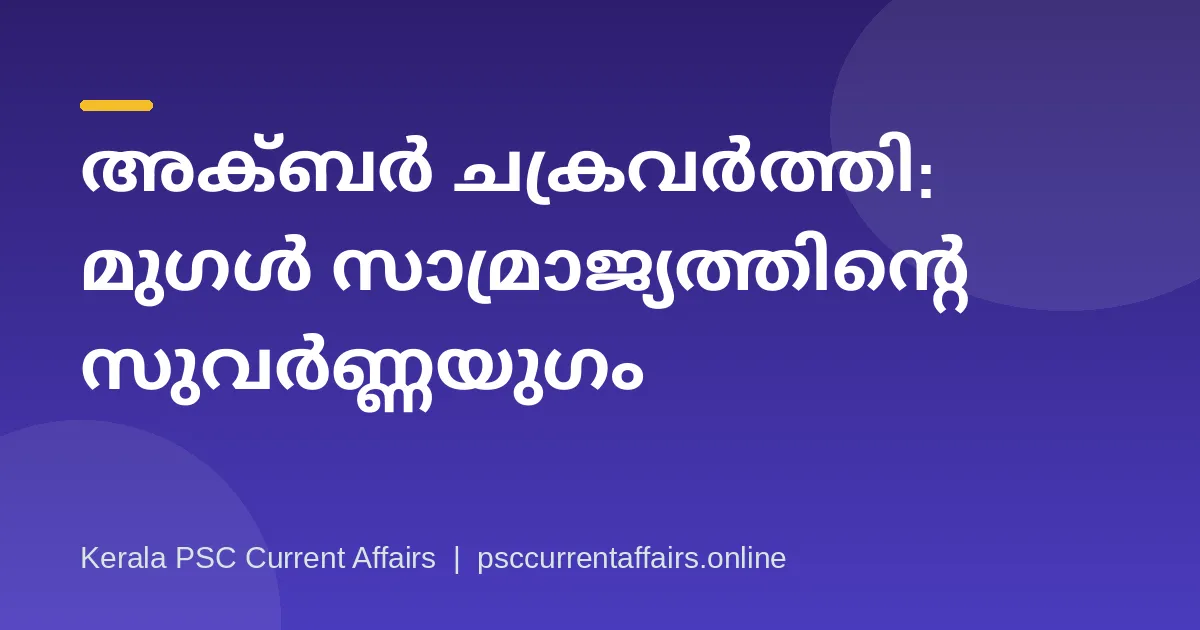 അക്ബർ ചക്രവർത്തി:
മുഗൾ സാമ്രാജ്യത്തിന്റെ
സുവർണ്ണയുഗം
Kerala PSC Current Affairs | psccurrentaffairs.online